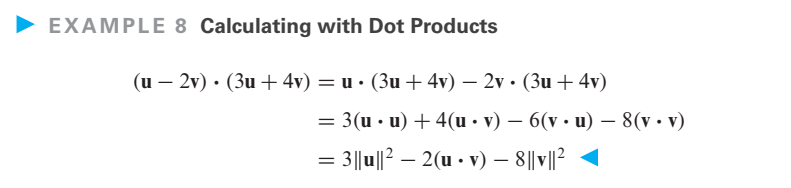 EXAMPLE 8 Calculating with Dot Products
(u − 2v) · (3u + 4v) = u · (3u + 4v) − 2v · (3u + 4v)
= 3(u · u) + 4(u · v) − 6(v · u) − 8(v · v)
= 3‖u‖² − 2(u · v) − 8‖v‖²